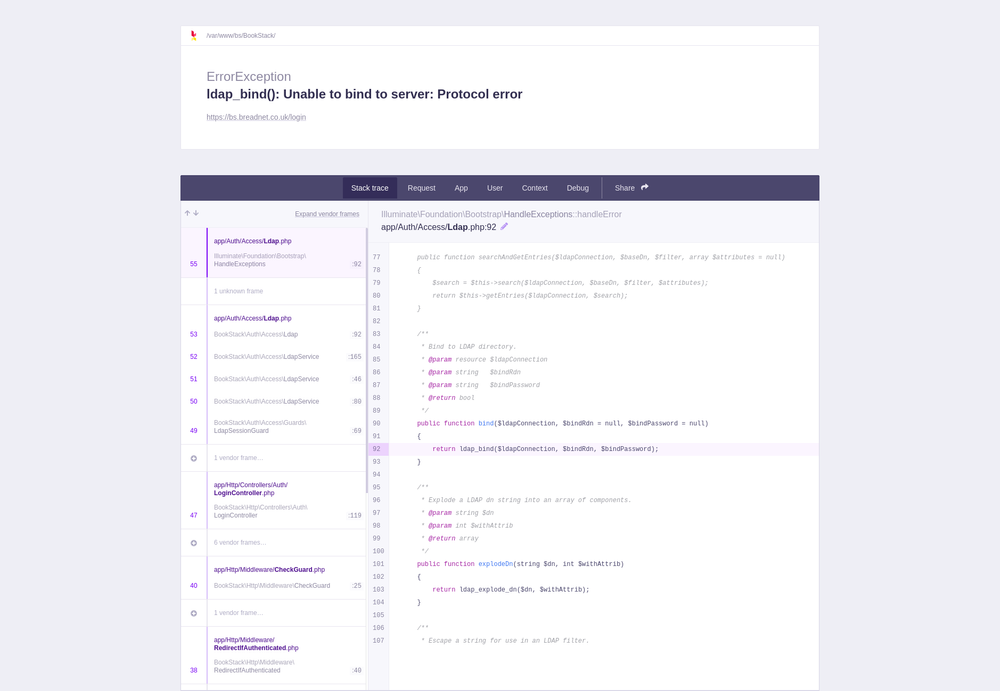 /var/www/bs/BookStack/
ErrorException
ldap_bind(): Unable to bind to server: Protocol error
https://bs.breadnet.co.uk/login
Stack trace Request App User Context Debug Share
Expand vendor frames
app/Auth/Access/Ldap.php
Illuminate\Foundation\Bootstrap\
55 HandleExceptions :92
1 unknown frame
app/Auth/Access/Ldap.php
53 BookStack\Auth\Access\Ldap :92
52 BookStack\Auth\Access\LdapService :165
51 BookStack\Auth\Access\LdapService :46
50 BookStack\Auth\Access\LdapService :80
BookStack\Auth\Access\Guards\
49 LdapSessionGuard :69
1 vendor frame…
app/Http/Controllers/Auth/
LoginController.php
BookStack\Http\Controllers\Auth\
47 LoginController :119
6 vendor frames…
app/Http/Middleware/CheckGuard.php
40 BookStack\Http\Middleware\CheckGuard :25
1 vendor frame…
app/Http/Middleware/
RedirectIfAuthenticated.php
BookStack\Http\Middleware\
38 RedirectIfAuthenticated :40
Illuminate\Foundation\Bootstrap\HandleExceptions::handleError
app/Auth/Access/Ldap.php:92
77 public function searchAndGetEntries($ldapConnection, $baseDn, $filter, array $attributes = null)
78 {
79 $search = $this->search($ldapConnection, $baseDn, $filter, $attributes);
80 return $this->getEntries($ldapConnection, $search);
81 }
82
83 /**
84 * Bind to LDAP directory.
85 * @param resource $ldapConnection
86 * @param string $bindRdn
87 * @param string $bindPassword
88 * @return bool
89 */
90 public function bind($ldapConnection, $bindRdn = null, $bindPassword = null)
91 {
92 return ldap_bind($ldapConnection, $bindRdn, $bindPassword);
93 }
94
95 /**
96 * Explode a LDAP dn string into an array of components.
97 * @param string $dn
98 * @param int $withAttrib
99 * @return array
100 */
101 public function explodeDn(string $dn, int $withAttrib)
102 {
103 return ldap_explode_dn($dn, $withAttrib);
104 }
105
106 /**
107 * Escape a string for use in an LDAP filter.